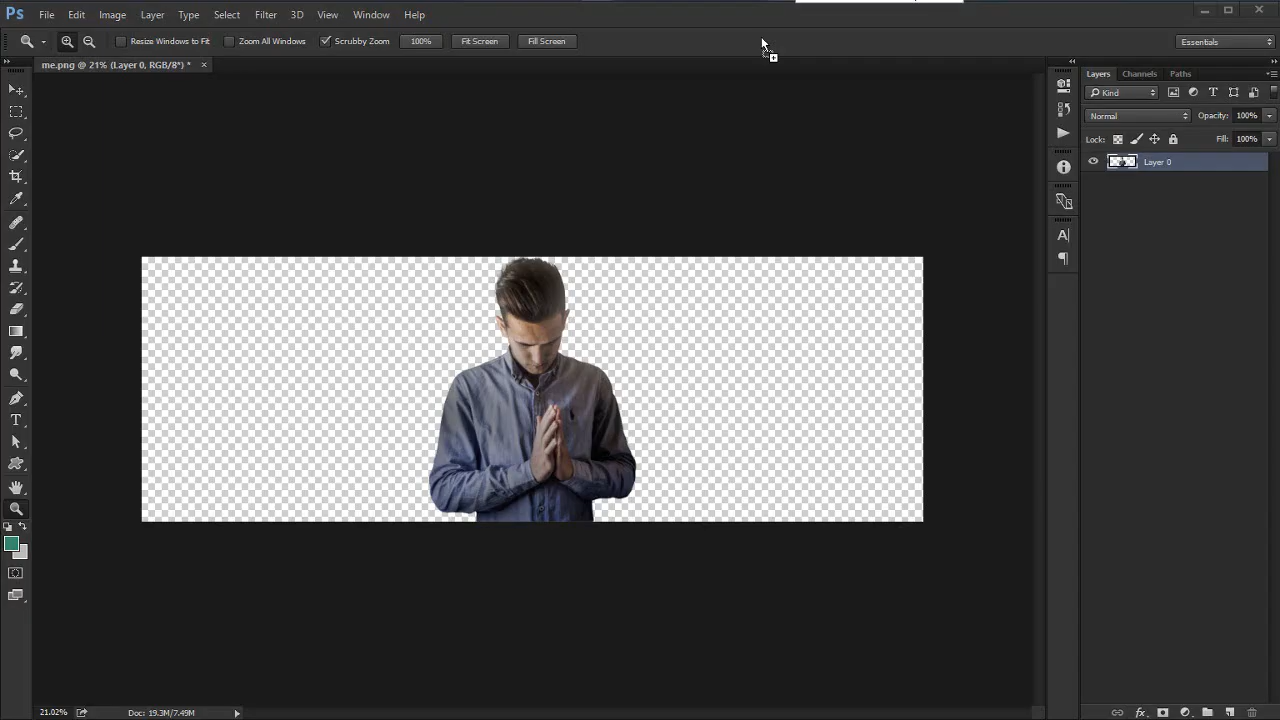 Ps File Edit Image Layer Type Select Filter 3D View Window Help
Resize Windows to Fit Zoom All Windows Scrubby Zoom 100% Fit Screen Fill Screen Essentials
me.png @ 21% (Layer 0, RGB/8*) * ×
Layers Channels Paths
Kind
Normal Opacity: 100%
Lock: Fill: 100%
Layer 0
21.02% Doc: 19.3M/7.49M